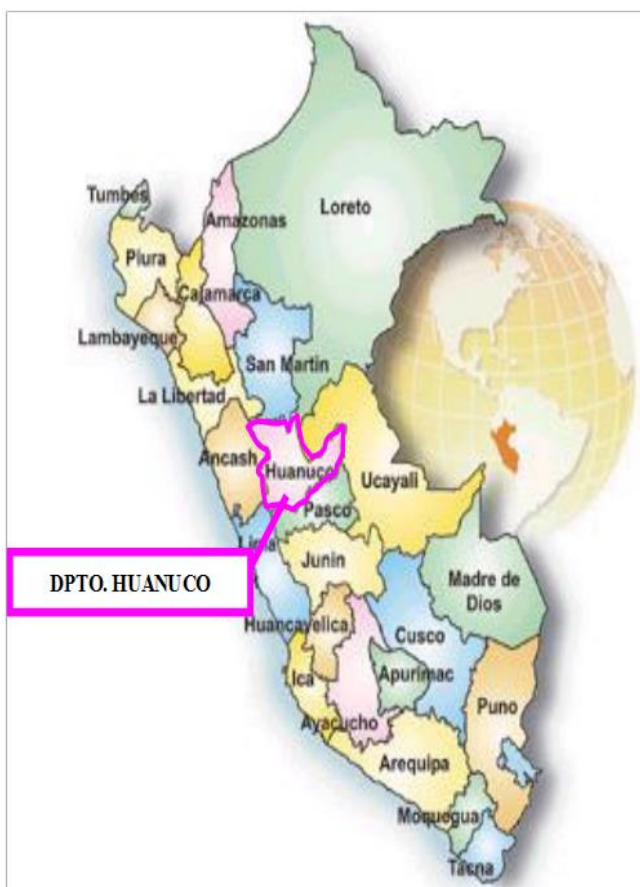 Tumbes
Loreto
Amazonas
Piura
Cajamarca
Lambayeque
San Martin
La Libertad
Ancash
Huanuco
Ucayali
Pasco
Lima
Junin
DPTO. HUANUCO
Madre de
Dios
Huancavelica
Cusco
Ica
Apurimac
Puno
Ayacucho
Arequipa
Moquegua
Tacna